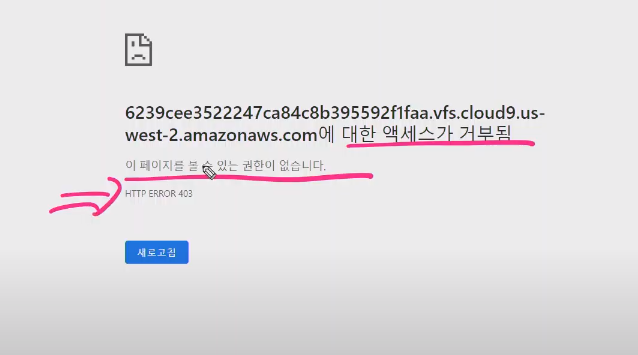 6239cee3522247ca84c8b395592f1faa.vfs.cloud9.us-
west-2.amazonaws.com에 대한 액세스가 거부됨
이 페이지를 볼 수 있는 권한이 없습니다.
HTTP ERROR 403
새로고침